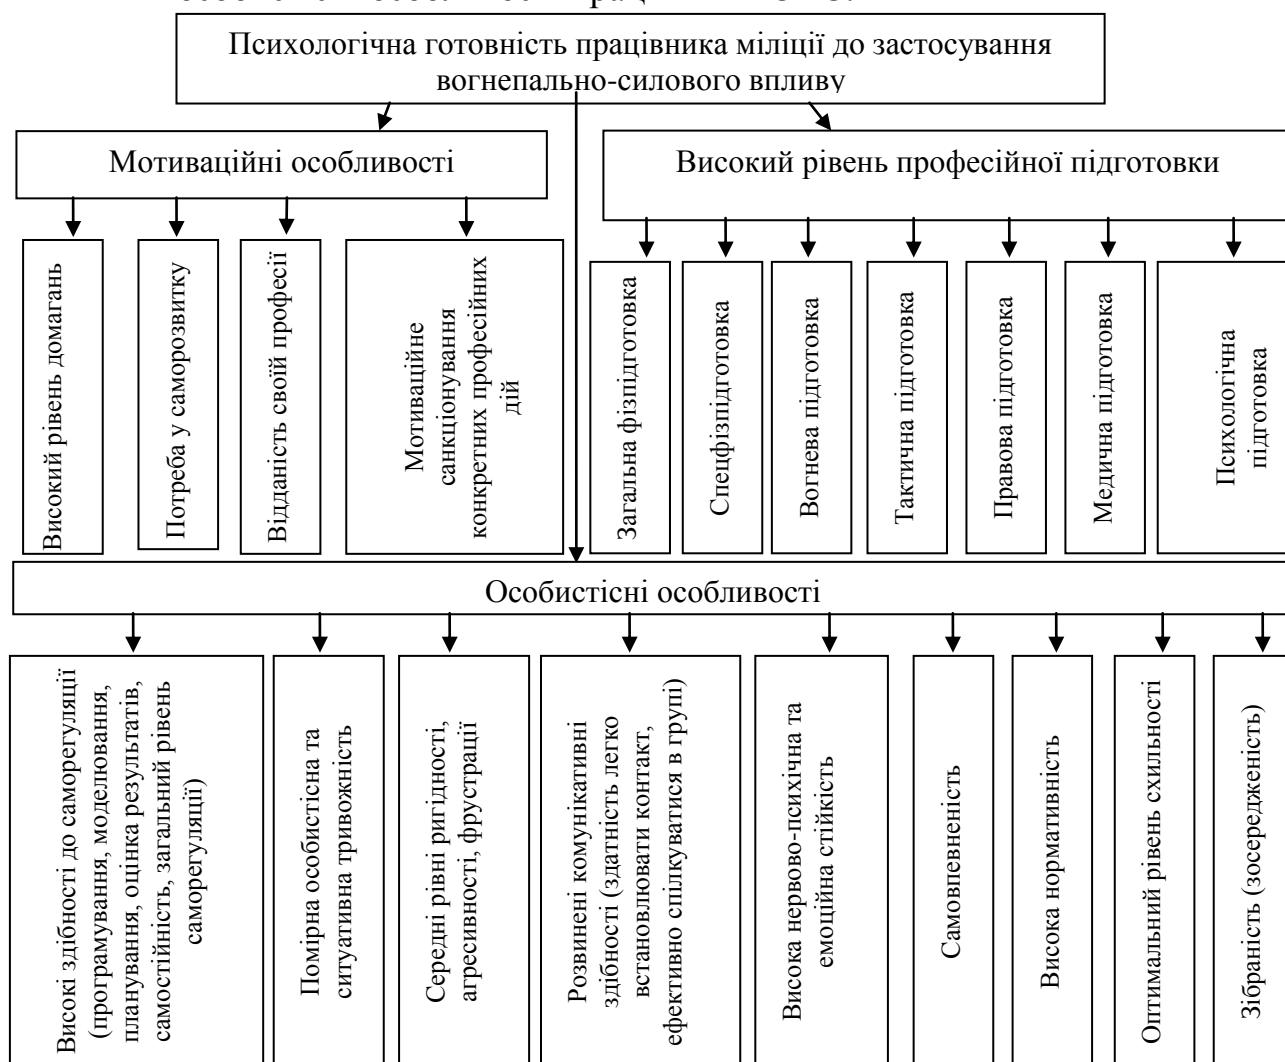 Психологічна готовність працівника міліції до застосування
вогнепально-силового впливу
Мотиваційні особливості
Високий рівень професійної підготовки
Високий рівень домагань
Потреба у саморозвитку
Відданість своїй професії
Мотиваційне
санкціонування
конкретних професійних
дій
Загальна фізпідготовка
Спецфізпідготовка
Вогнева підготовка
Тактична підготовка
Правова підготовка
Медична підготовка
Психологічна
підготовка
Особистісні особливості
Високі здібності до саморегуляції
(програмування, моделювання,
планування, оцінка результатів,
самостійність, загальний рівень
саморегуляції)
Помірна особистісна та
ситуативна тривожність
Середні рівні ригідності,
агресивності, фрустрації
Розвинені комунікативні
здібності (здатність легко
встановлювати контакт,
ефективно спілкуватися в групі)
Висока нервово-психічна та
емоційна стійкість
Самовпевненість
Висока нормативність
Оптимальний рівень схильності
Зібраність (зосередженість)